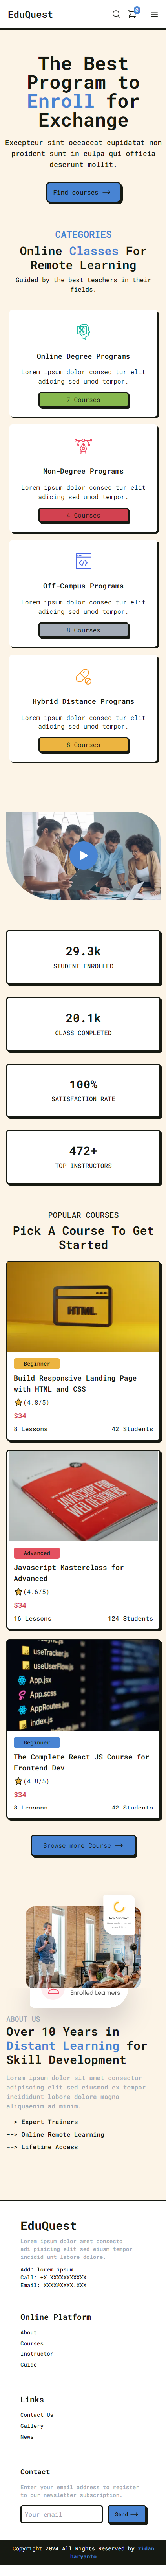 EduQuest
0
The Best
Program to
Enroll for
Exchange
Excepteur sint occaecat cupidatat non
proident sunt in culpa qui officia
deserunt mollit.
Find courses
CATEGORIES
Online Classes For
Remote Learning
Guided by the best teachers in their
fields.
Online Degree Programs
Lorem ipsum dolor consec tur elit
adicing sed umod tempor.
7 Courses
Non-Degree Programs
Lorem ipsum dolor consec tur elit
adicing sed umod tempor.
4 Courses
Off-Campus Programs
Lorem ipsum dolor consec tur elit
adicing sed umod tempor.
8 Courses
Hybrid Distance Programs
Lorem ipsum dolor consec tur elit
adicing sed umod tempor.
8 Courses
29.3k
STUDENT ENROLLED
20.1k
CLASS COMPLETED
100%
SATISFACTION RATE
472+
TOP INSTRUCTORS
POPULAR COURSES
Pick A Course To Get
Started
HTML
Beginner
Build Responsive Landing Page
with HTML and CSS
(4.8/5)
$34
8 Lessons 42 Students
JAVASCRIPT FOR
WEB DESIGNERS
Advanced
Javascript Masterclass for
Advanced
(4.6/5)
$34
16 Lessons 124 Students
useTracker.js
useUserFlow.js
App.jsx
App.scss
AppRoutes.jsx
index.js
Beginner
The Complete React JS Course for
Frontend Dev
(4.8/5)
$34
8 Lessons 42 Students
Browse more Course
Enrolled Learners
ABOUT US
Over 10 Years in
Distant Learning for
Skill Development
Lorem ipsum dolor sit amet consectur
adipiscing elit sed eiusmod ex tempor
incididunt labore dolore magna
aliquaenim ad minim.
--> Expert Trainers
--> Online Remote Learning
--> Lifetime Access
EduQuest
Lorem ipsum dolor amet consecto
adi pisicing elit sed eiusm tempor
incidid unt labore dolore.
Add: lorem ipsum
Call: +X XXXXXXXXXXX
Email: XXXX@XXXX.XXX
Online Platform
About
Courses
Instructor
Guide
Links
Contact Us
Gallery
News
Contact
Enter your email address to register
to our newsletter subscription.
Your email
Send
Copyright 2024 All Rights Reserved by zidan
haryanto